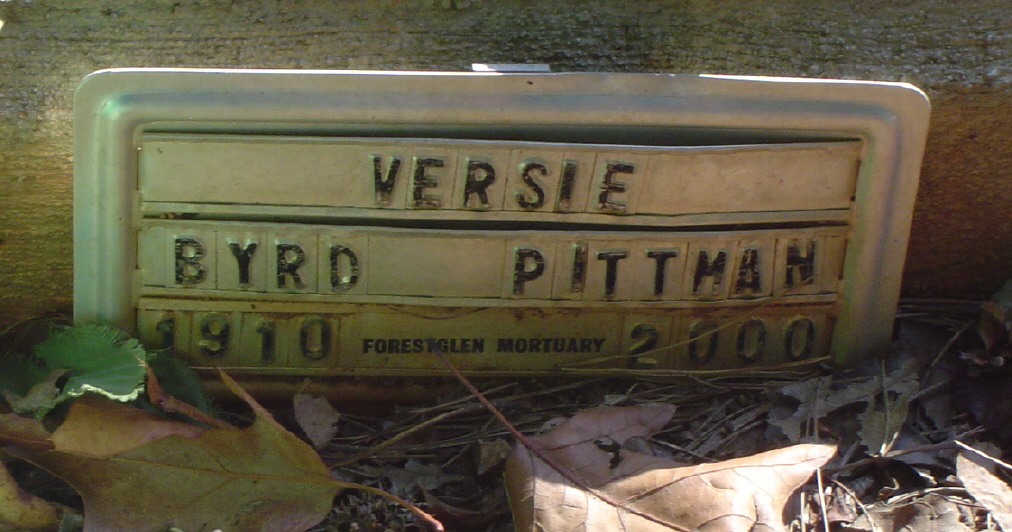 VERSIE
BYRD PITTMAN
1910 FORESTGLEN MORTUARY 2000